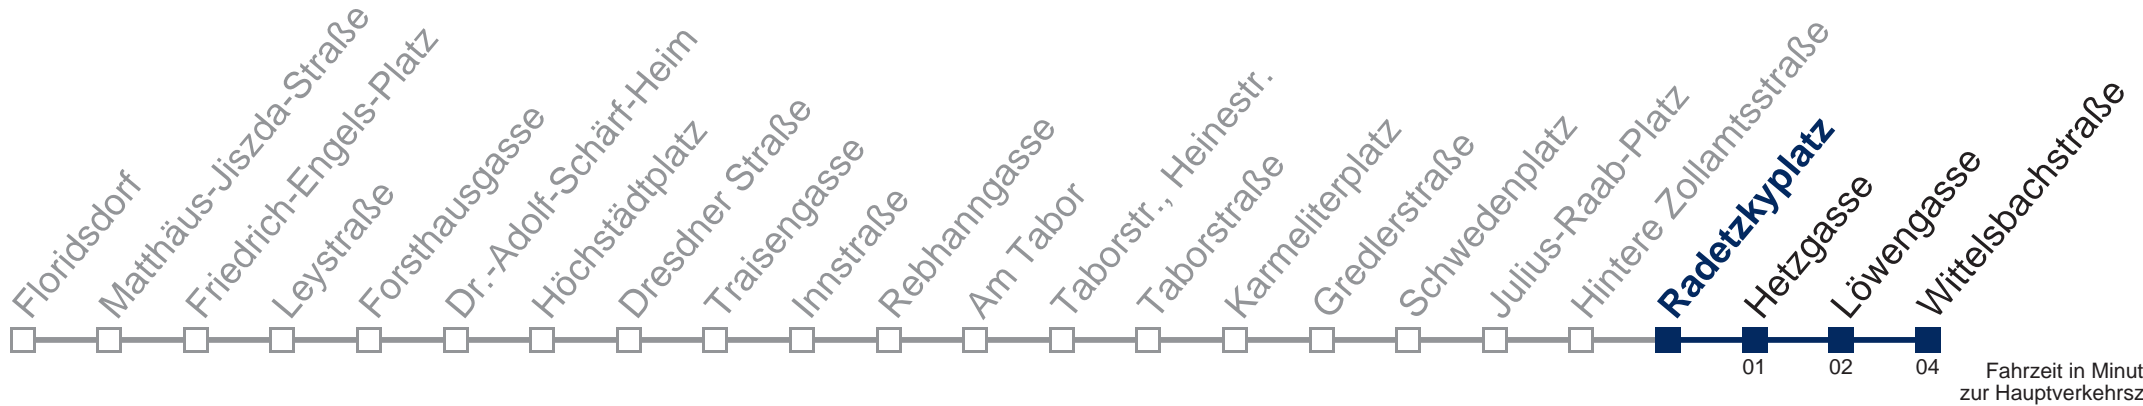 Floridsdorf
Matthäus-Jiszda-Straße
Friedrich-Engels-Platz
Leystraße
Forsthausgasse
Dr.-Adolf-Schärf-Heim
Höchstädtplatz
Dresdner Straße
Traisengasse
Innstraße
Rebhanngasse
Am Tabor
Taborstr., Heinestr.
Taborstraße
Karmeliterplatz
Gredlerstraße
Schwedenplatz
Julius-Raab-Platz
Hintere Zollamtsstraße
Radetzkyplatz
Hetzgasse
Löwengasse
Wittelsbachstraße
01
02
04
Fahrzeit in Minut
zur Hauptverkehrsz